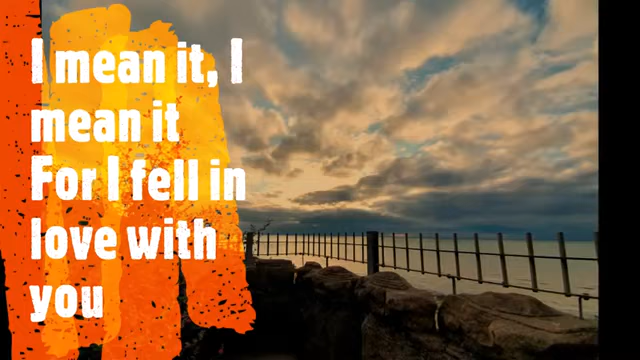 I mean it, I
mean it
For I fell in
love with
you